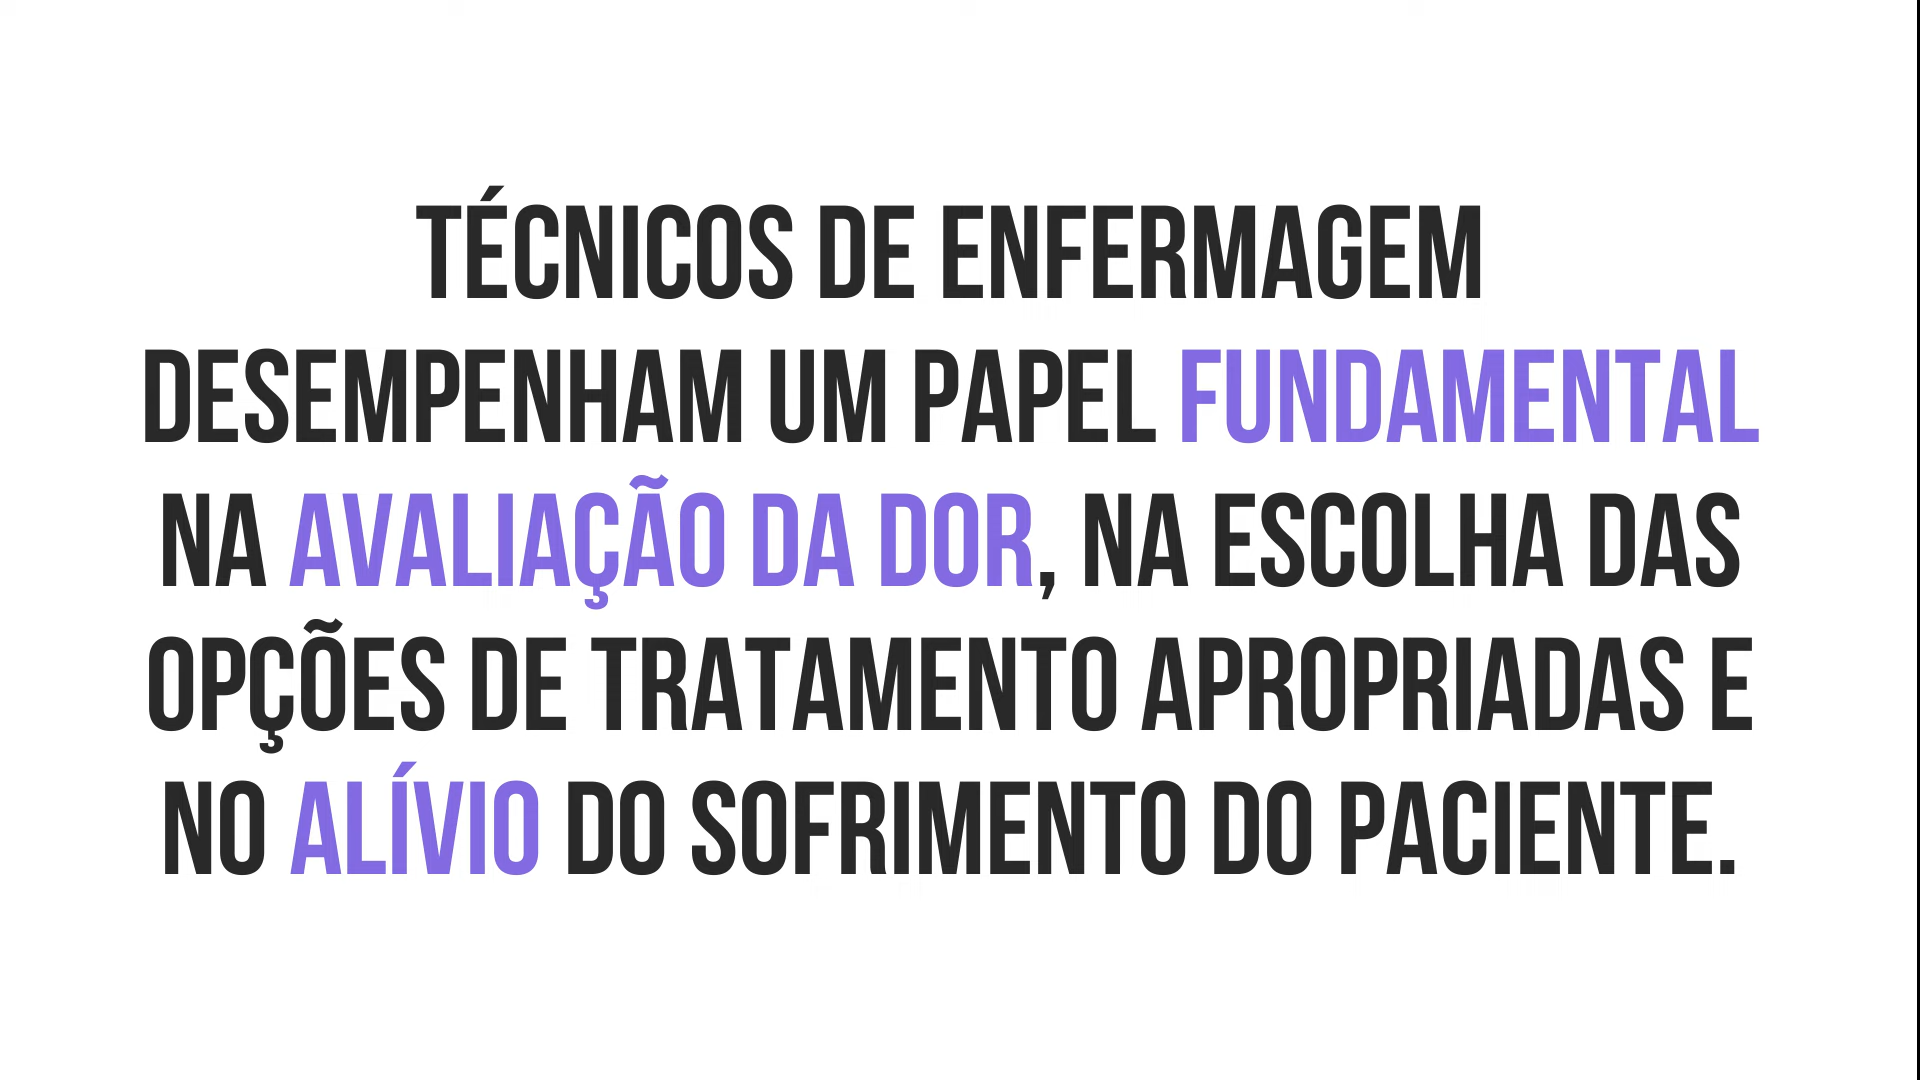 TÉCNICOS DE ENFERMAGEM
DESEMPENHAM UM PAPEL FUNDAMENTAL
NA AVALIAÇÃO DA DOR, NA ESCOLHA DAS
OPÇÕES DE TRATAMENTO APROPRIADAS E
NO ALÍVIO DO SOFRIMENTO DO PACIENTE.